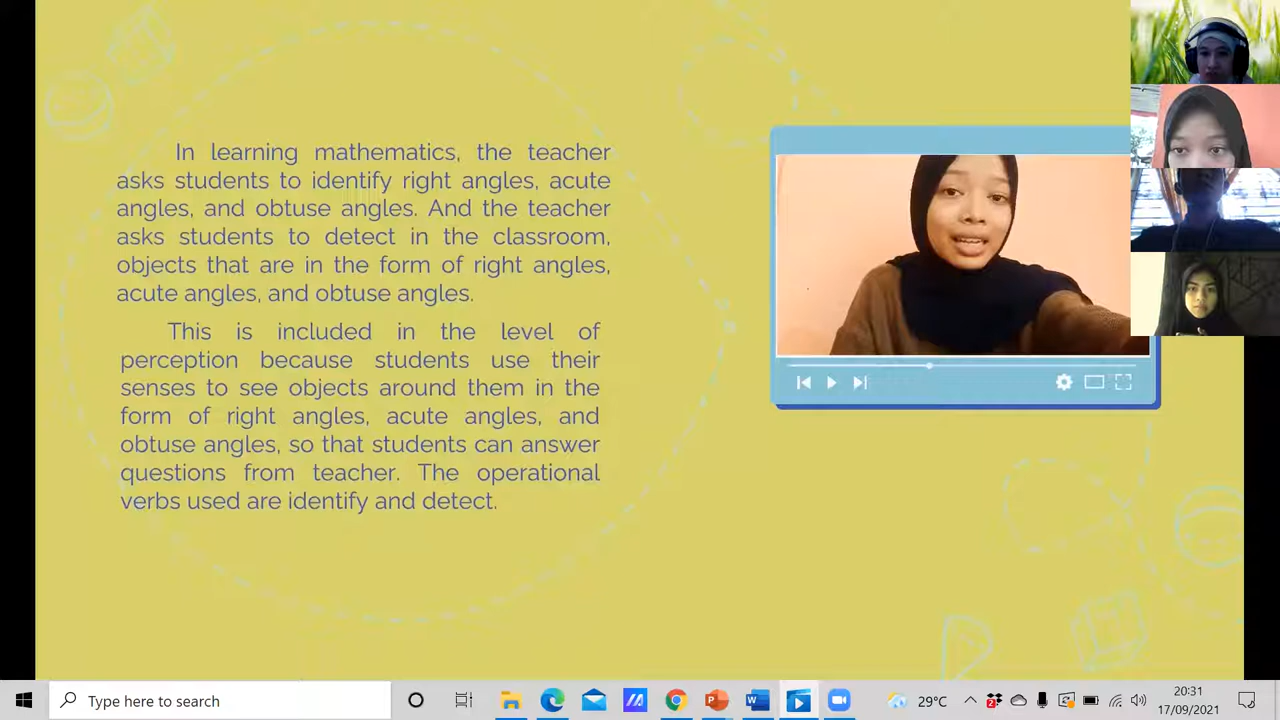 In learning mathematics, the teacher
asks students to identify right angles, acute
angles, and obtuse angles. And the teacher
asks students to detect in the classroom,
objects that are in the form of right angles,
acute angles, and obtuse angles.
This is included in the level of
perception because students use their
senses to see objects around them in the
form of right angles, acute angles, and
obtuse angles, so that students can answer
questions from teacher. The operational
verbs used are identify and detect.
Type here to search
29°C
20:31
17/09/2021